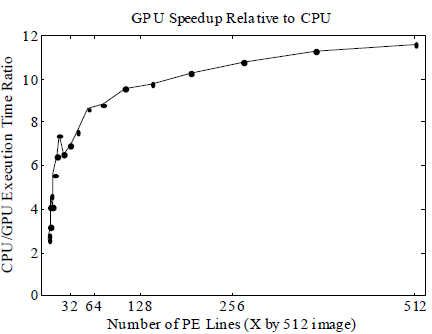 GPU Speedup Relative to CPU
CPU/GPU Execution Time Ratio
12
10
8
6
4
2
0
32 64 128 256 512
Number of PE Lines (X by 512 image)